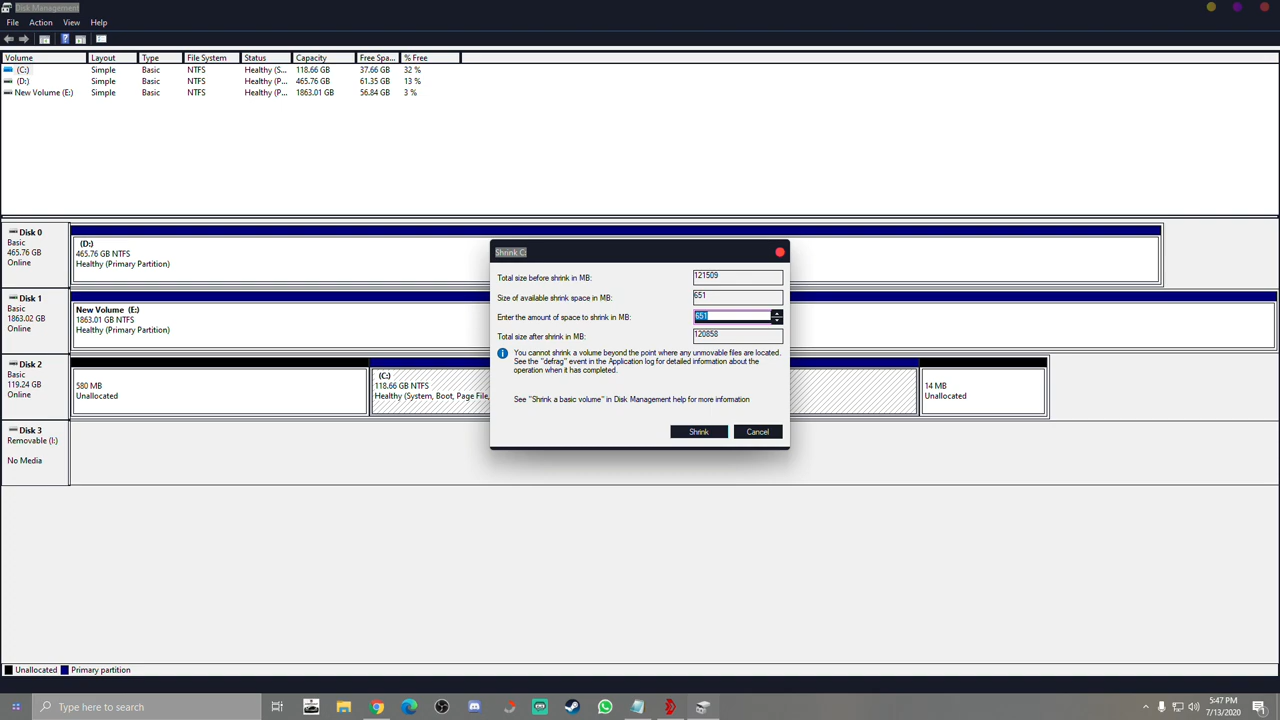 Disk Management
File Action View Help
Volume Layout Type File System Status Capacity Free Spa... % Free
(C:) Simple Basic NTFS Healthy (S... 118.66 GB 37.66 GB 32 %
(D:) Simple Basic NTFS Healthy (P... 465.76 GB 61.35 GB 13 %
New Volume (E:) Simple Basic NTFS Healthy (P... 1863.01 GB 56.84 GB 3 %
Disk 0
Basic
465.76 GB
Online
(D:)
465.76 GB NTFS
Healthy (Primary Partition)
Disk 1
Basic
1863.02 GB
Online
New Volume (E:)
1863.01 GB NTFS
Healthy (Primary Partition)
Disk 2
Basic
119.24 GB
Online
580 MB
Unallocated
(C:)
118.66 GB NTFS
Healthy (System, Boot, Page File,
14 MB
Unallocated
Disk 3
Removable (I:)
No Media
Shrink C:
Total size before shrink in MB: 121509
Size of available shrink space in MB: 651
Enter the amount of space to shrink in MB: 651
Total size after shrink in MB: 120858
You cannot shrink a volume beyond the point where any unmovable files are located.
See the "defrag" event in the Application log for detailed information about the
operation when it has completed.
See "Shrink a basic volume" in Disk Management help for more information
Shrink Cancel
Unallocated Primary partition
Type here to search
5:47 PM
7/13/2020